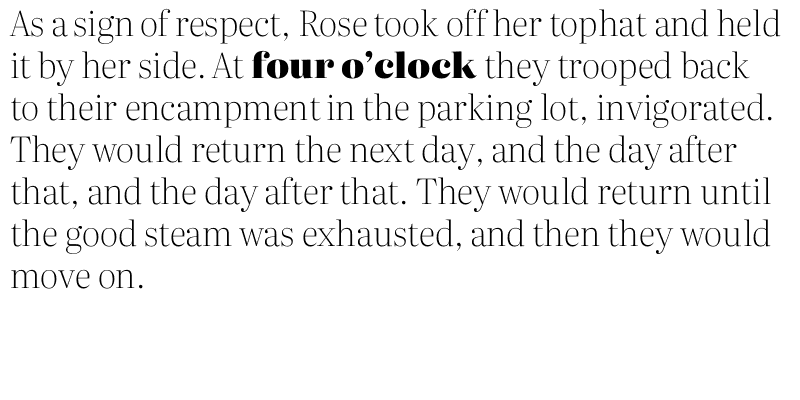 As a sign of respect, Rose took off her tophat and held
it by her side. At four o’clock they trooped back
to their encampment in the parking lot, invigorated.
They would return the next day, and the day after
that, and the day after that. They would return until
the good steam was exhausted, and then they would
move on.